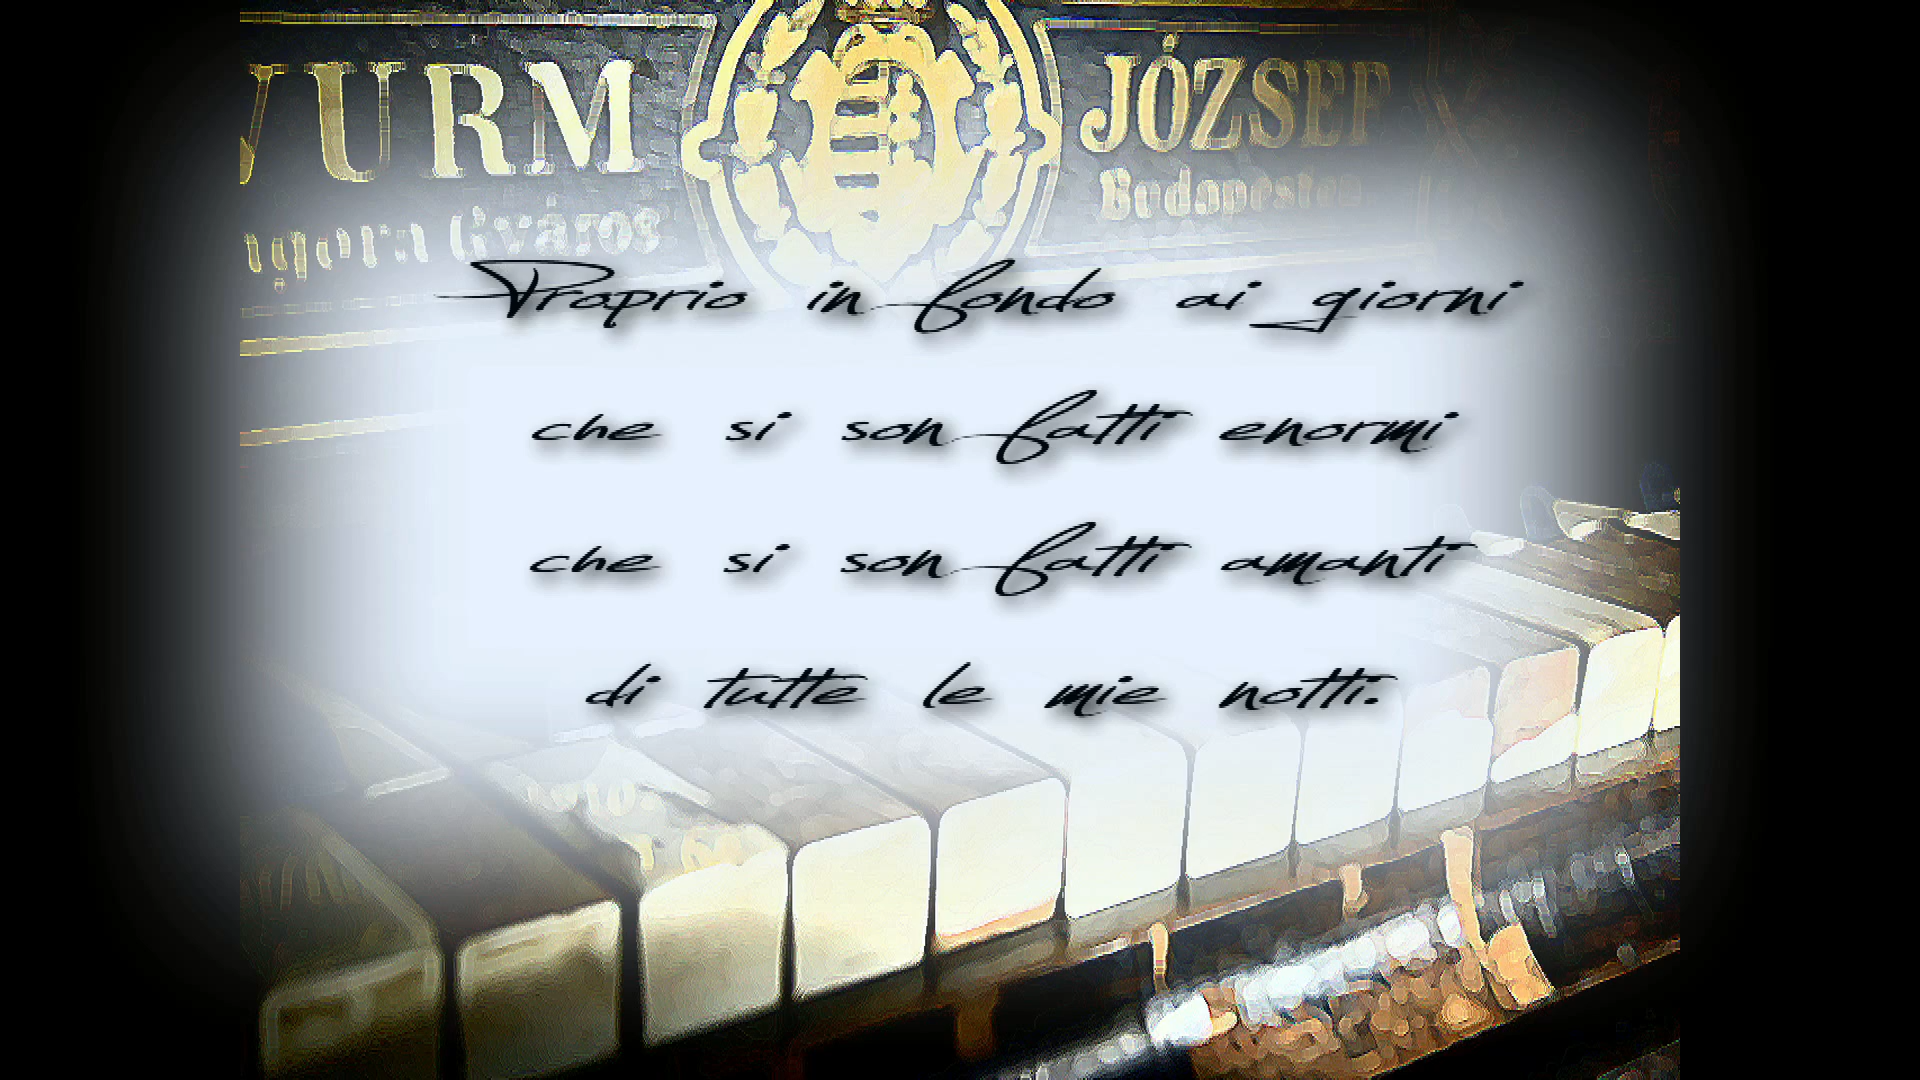 WURM JÓZSEF
Budapesten
Proprio in fondo ai giorni
che si son fatti enormi
che si son fatti amanti
di tutte le mie notti.